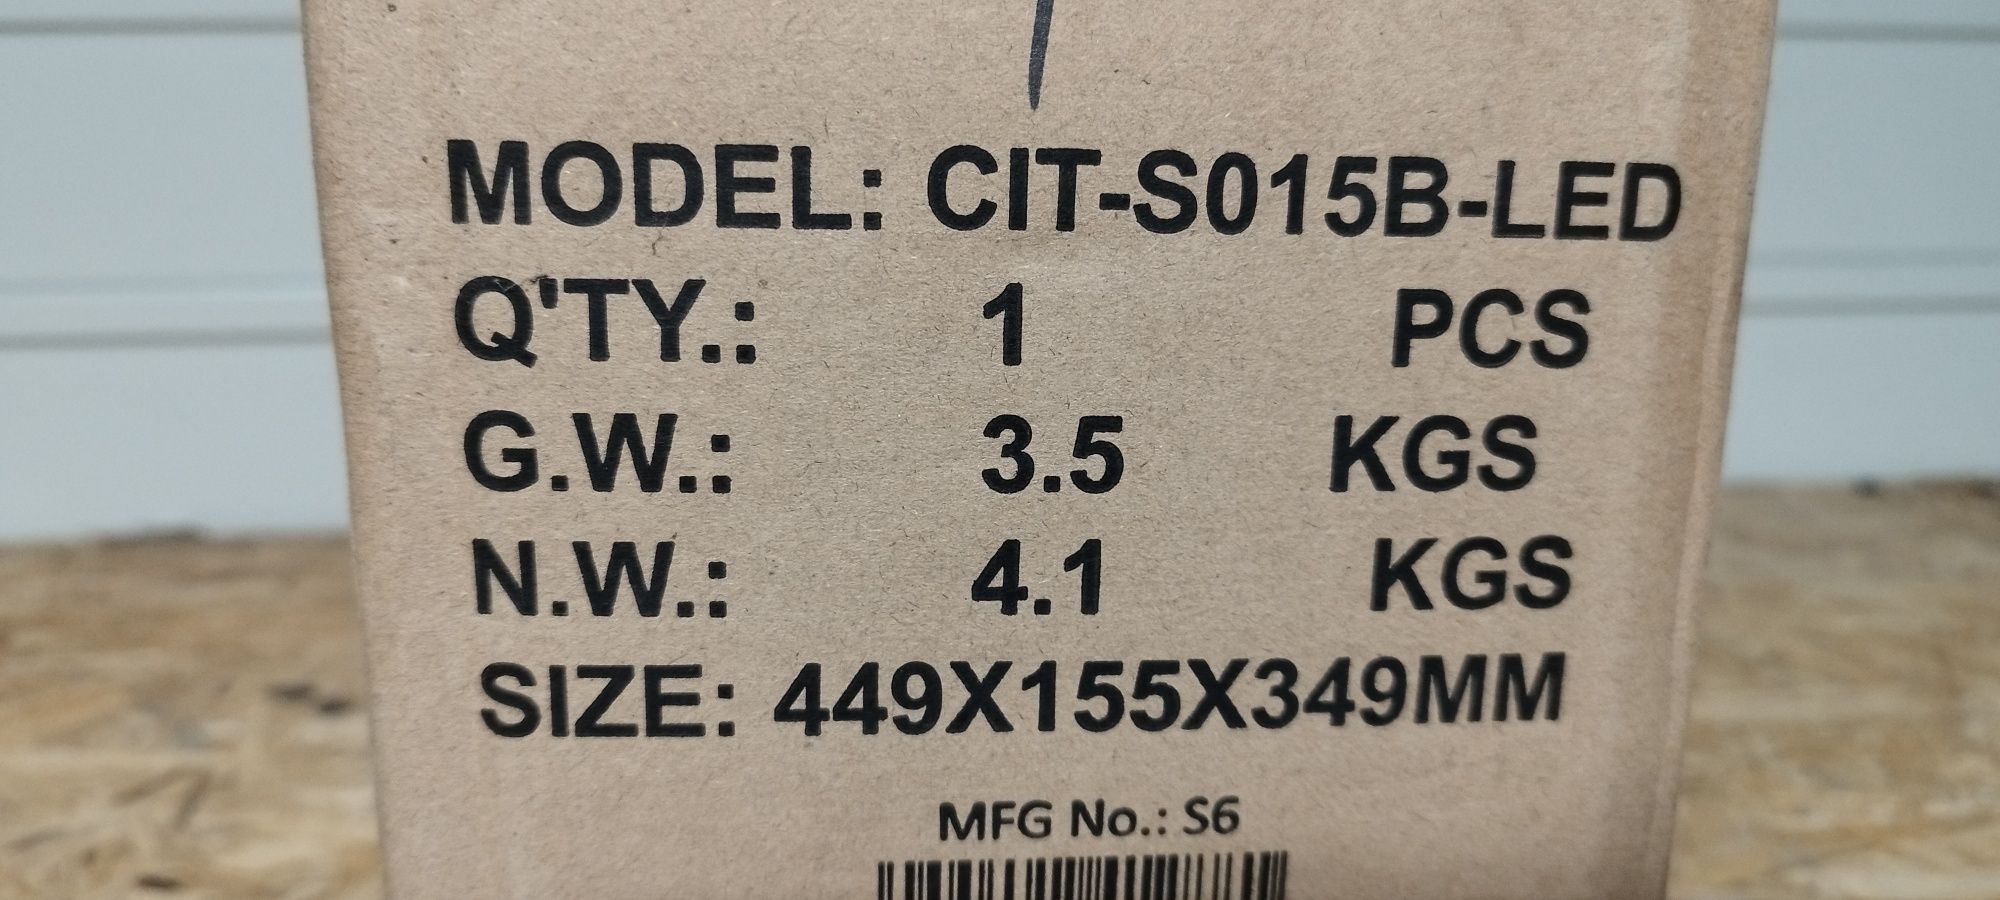 MODEL: CIT-S015B-LED
Q'TY.: 1 PCS
G.W.: 3.5 KGS
N.W.: 4.1 KGS
SIZE: 449X155X349MM
MFG No.: S6